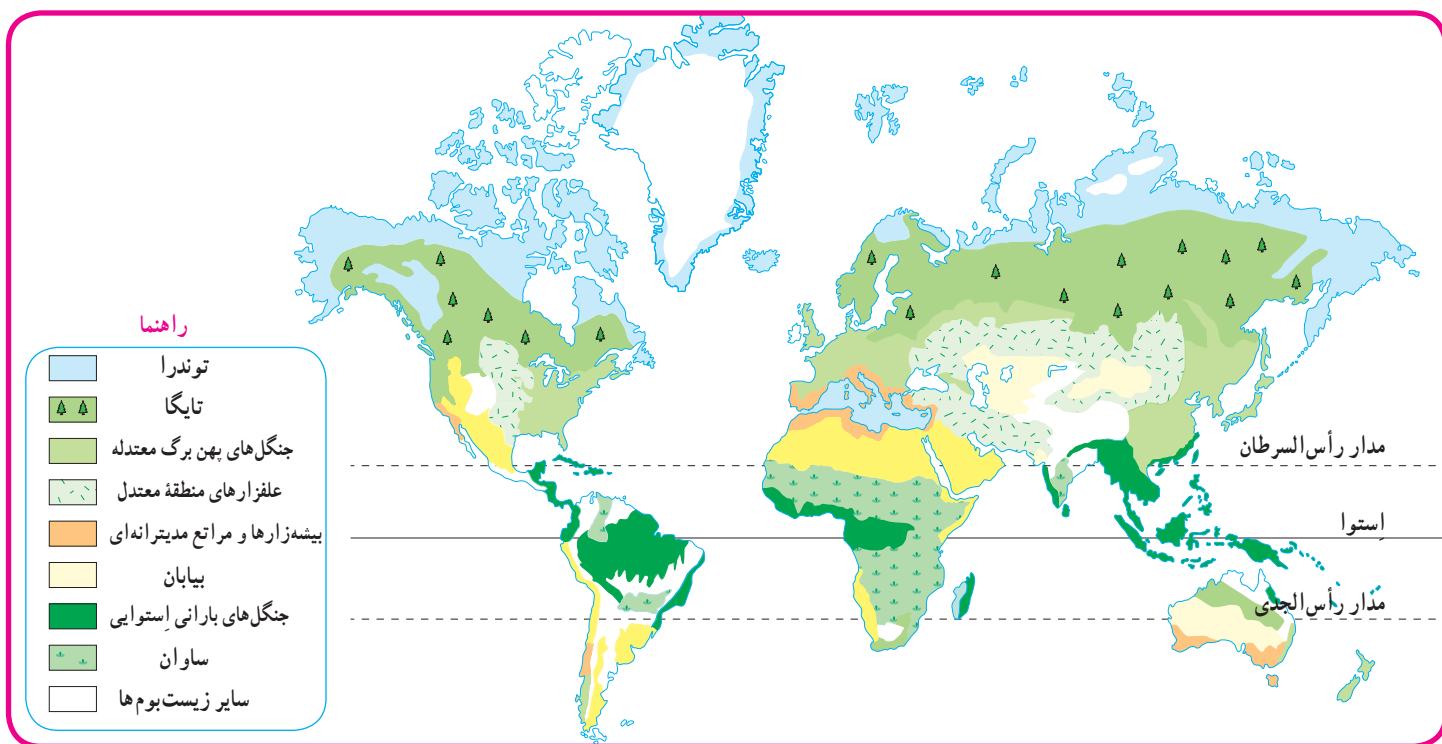 راهنما
توندرا
تایگا
جنگل‌های پهن برگ معتدله
علفزارهای منطقهٔ معتدل
بیشه‌زارها و مراتع مدیترانه‌ای
بیابان
جنگل‌های بارانی اِستوایی
ساوان
سایر زیست‌بوم‌ها
مدار رأس‌السرطان
اِستوا
مدار رأس‌الجدی